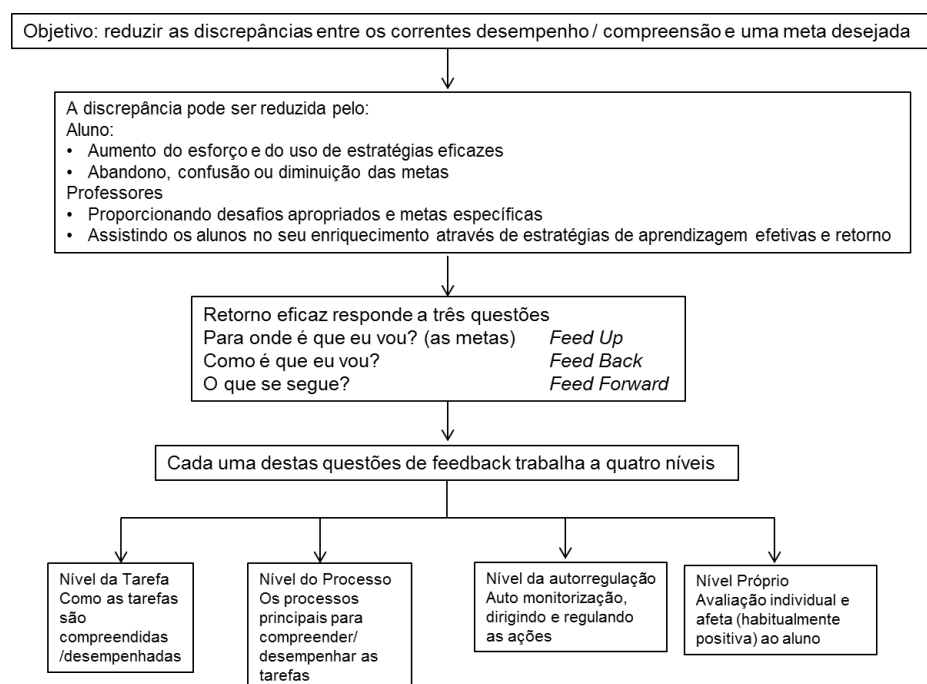 Objetivo: reduzir as discrepâncias entre os correntes desempenho / compreensão e uma meta desejada
A discrepância pode ser reduzida pelo:
Aluno:
• Aumento do esforço e do uso de estratégias eficazes
• Abandono, confusão ou diminuição das metas
Professores
• Proporcionando desafios apropriados e metas específicas
• Assistindo os alunos no seu enriquecimento através de estratégias de aprendizagem efetivas e retorno
Retorno eficaz responde a três questões
Para onde é que eu vou? (as metas) Feed Up
Como é que eu vou? Feed Back
O que se segue? Feed Forward
Cada uma destas questões de feedback trabalha a quatro níveis
Nível da Tarefa
Como as tarefas
são
compreendidas
/desempenhadas
Nível do Processo
Os processos
principais para
compreender/
desempenhar as
tarefas
Nível da autorregulação
Auto monitorização,
dirigindo e regulando
as ações
Nível Próprio
Avaliação individual e
afeta (habitualmente
positiva) ao aluno